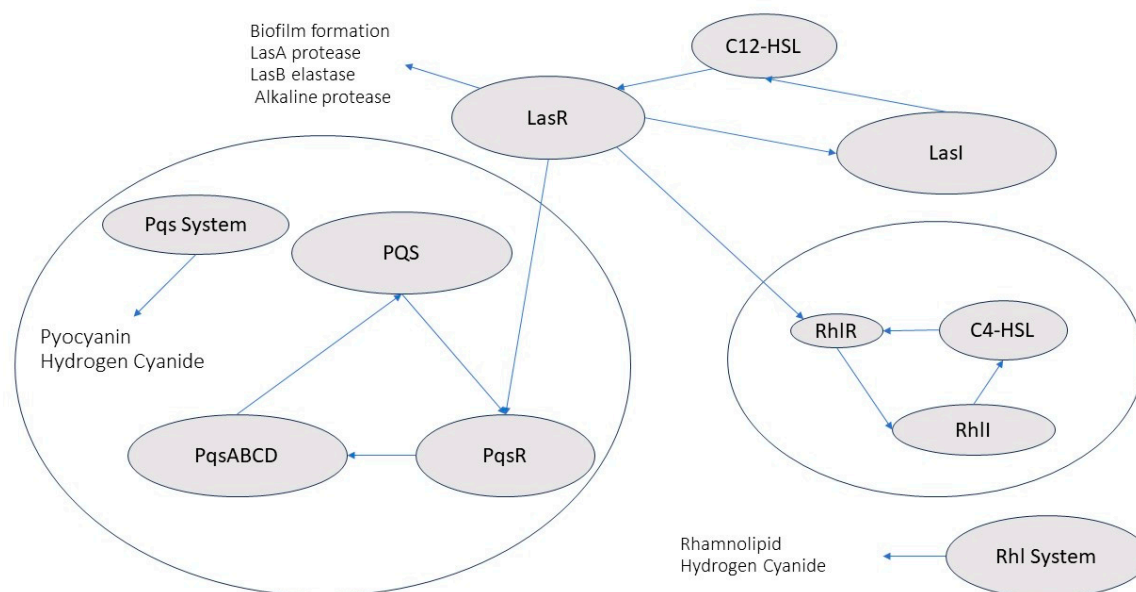 Biofilm formation
LasA protease
LasB elastase
Alkaline protease
C12-HSL
LasR
LasI
Pqs System
PQS
Pyocyanin
Hydrogen Cyanide
RhlR
C4-HSL
RhlI
PqsABCD
PqsR
Rhamnolipid
Hydrogen Cyanide
Rhl System